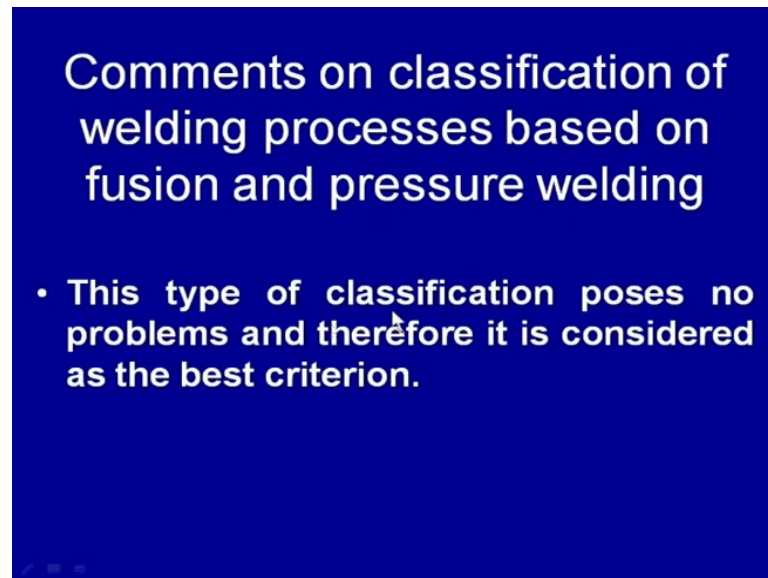 Comments on classification of
welding processes based on
fusion and pressure welding
• This type of classification poses no
problems and therefore it is considered
as the best criterion.